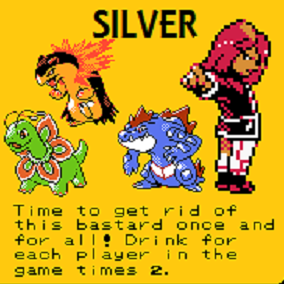 SILVER
Time to get rid of
this bastard once and
for all! Drink for
each player in the
game times 2.